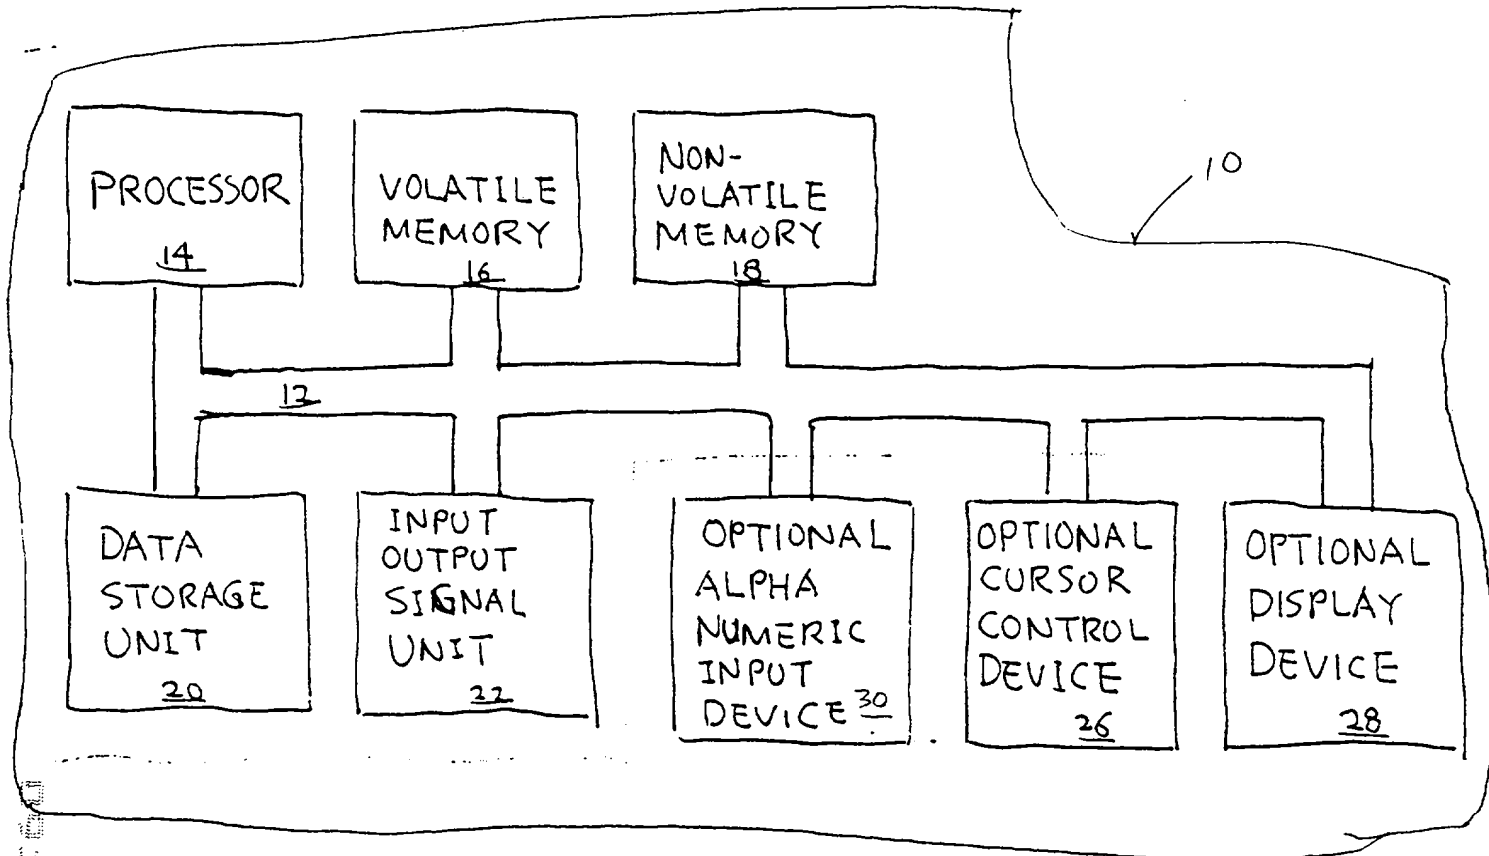 PROCESSOR
14
VOLATILE
MEMORY
16
NON-
VOLATILE
MEMORY
18
10
12
DATA
STORAGE
UNIT
20
INPUT
OUTPUT
SIGNAL
UNIT
22
OPTIONAL
ALPHA
NUMERIC
INPUT
DEVICE 30
OPTIONAL
CURSOR
CONTROL
DEVICE
26
OPTIONAL
DISPLAY
DEVICE
28